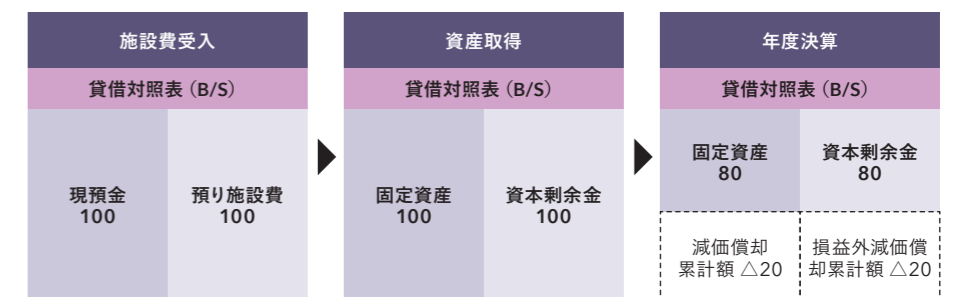 施設費受入
貸借対照表（B/S）
現預金
100
預り施設費
100
資産取得
貸借対照表（B/S）
固定資産
100
資本剰余金
100
年度決算
貸借対照表（B/S）
固定資産
80
資本剰余金
80
減価償却
累計額 △20
損益外減価償
却累計額 △20